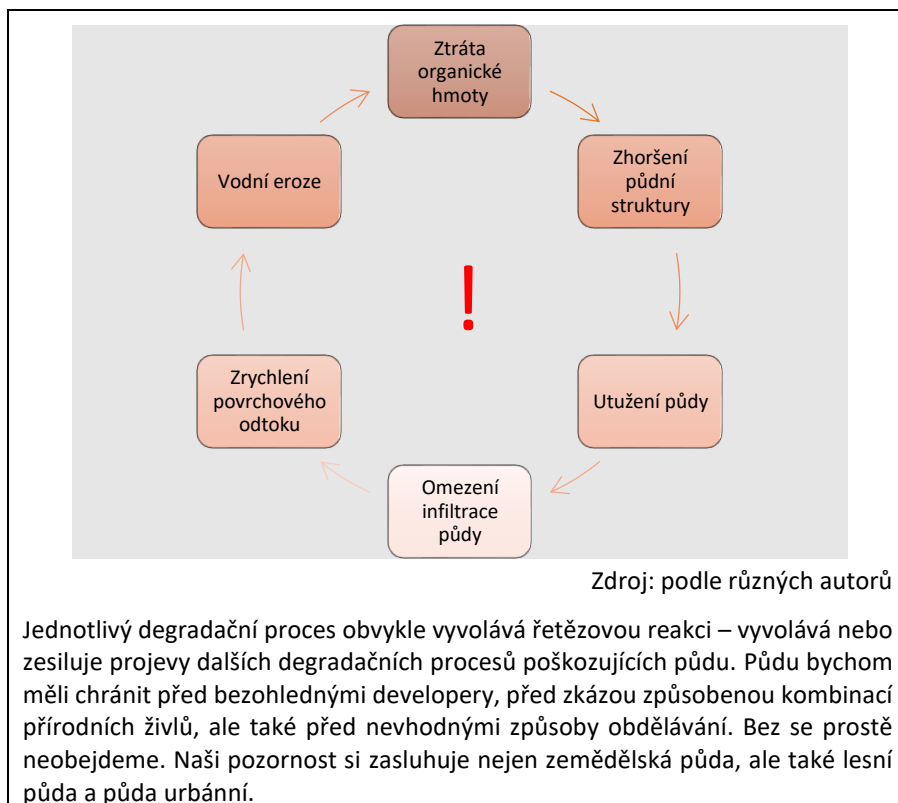 Ztráta
organické
hmoty
Zhoršení
půdní
struktury
Utužení půdy
Omezení
infiltrace
půdy
Zrychlení
povrchového
odtoku
Vodní eroze
!
Zdroj: podle různých autorů
Jednotlivý degradační proces obvykle vyvolává řetězovou reakci – vyvolává nebo
zesiluje projevy dalších degradačních procesů poškozujících půdu. Půdu bychom
měli chránit před bezohlednými developery, před zkázou způsobenou kombinací
přírodních živlů, ale také před nevhodnými způsoby obdělávání. Bez se prostě
neobejdeme. Naši pozornost si zasluhuje nejen zemědělská půda, ale také lesní
půda a půda urbánní.